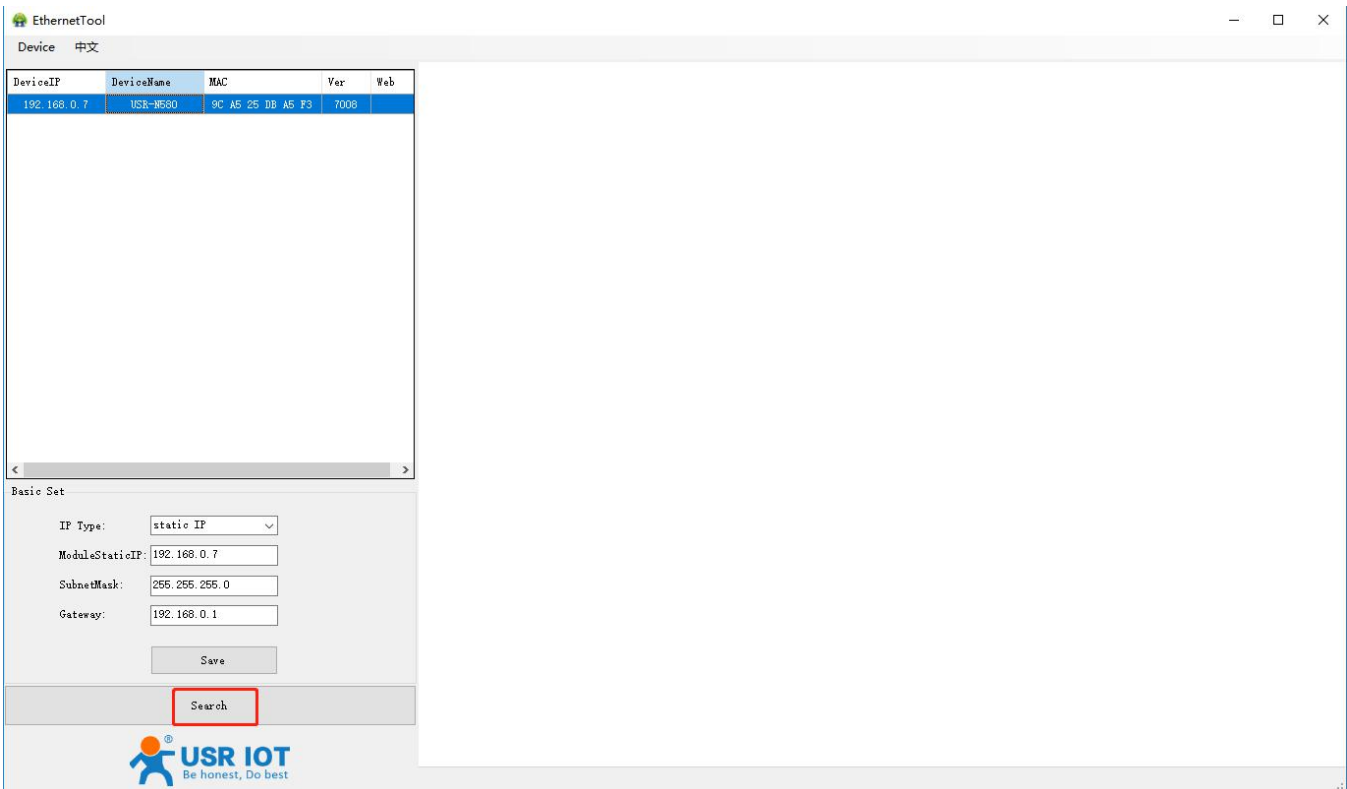 EthernetTool
Device 中文
DeviceIP DeviceName MAC Ver Web
192.168.0.7 USR-N580 9C A5 25 DB A5 F3 7008
Basic Set
IP Type: static IP
ModuleStaticIP: 192.168.0.7
SubnetMask: 255.255.255.0
Gateway: 192.168.0.1
Save
Search
®
USR IOT
Be honest, Do best